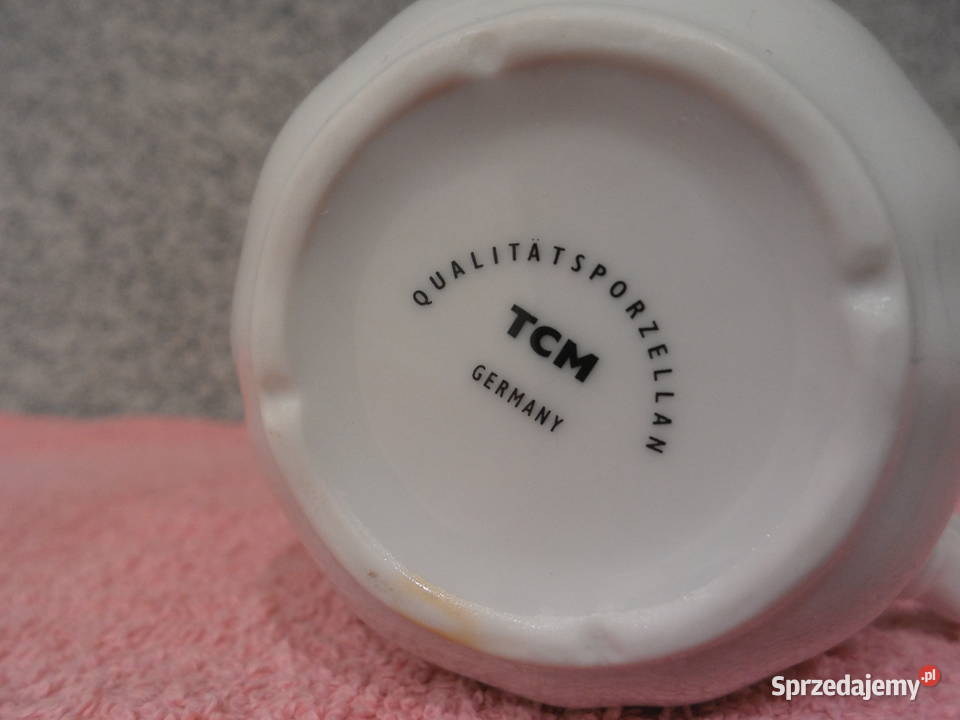 QUALITÄTSPORZELLAN
TCM
GERMANY
Sprzedajemy.pl